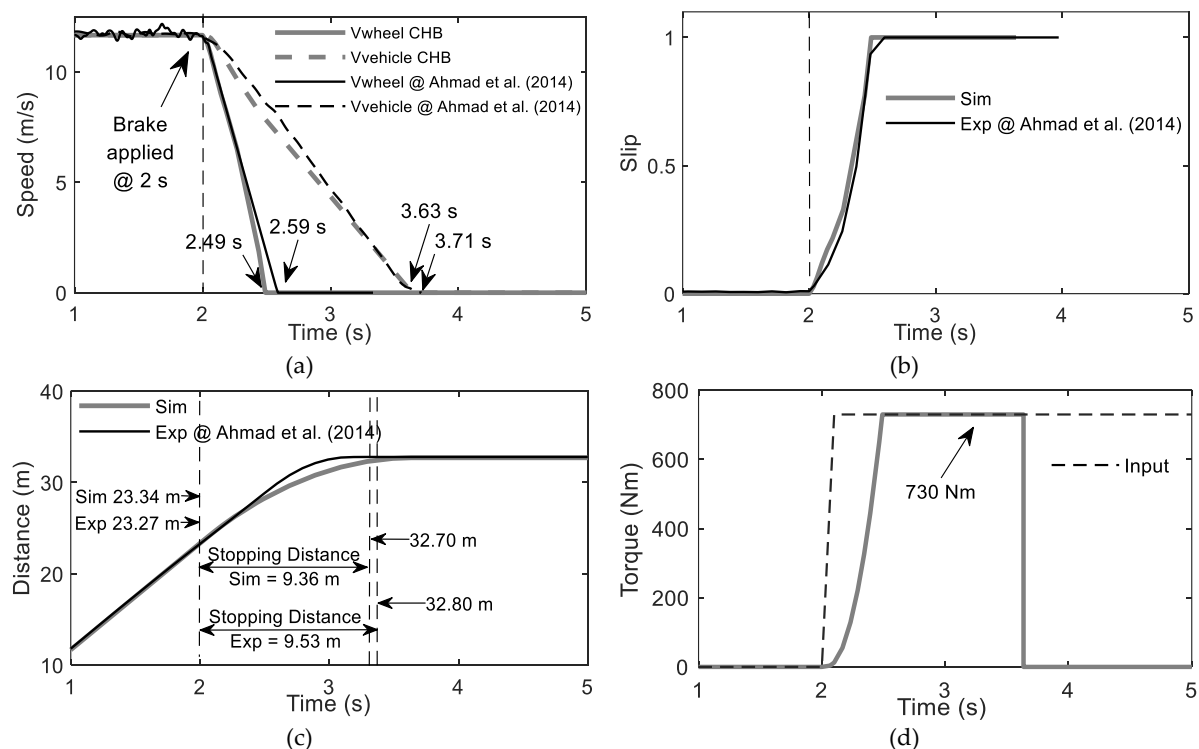 Vwheel CHB
Vvehicle CHB
Vwheel @ Ahmad et al. (2014)
Vvehicle @ Ahmad et al. (2014)
Brake
applied
@ 2 s
2.49 s
2.59 s
3.63 s
3.71 s
Speed (m/s)
10
5
0
1 2 3 4 5
Time (s)
(a)
Sim
Exp @ Ahmad et al. (2014)
Slip
1
0.5
0
1 2 3 4 5
Time (s)
(b)
Sim
Exp @ Ahmad et al. (2014)
Sim 23.34 m
Exp 23.27 m
Stopping Distance
Sim = 9.36 m
Stopping Distance
Exp = 9.53 m
32.70 m
32.80 m
Distance (m)
40
30
20
10
1 2 3 4 5
Time (s)
(c)
Input
730 Nm
Torque (Nm)
800
600
400
200
0
1 2 3 4 5
Time (s)
(d)